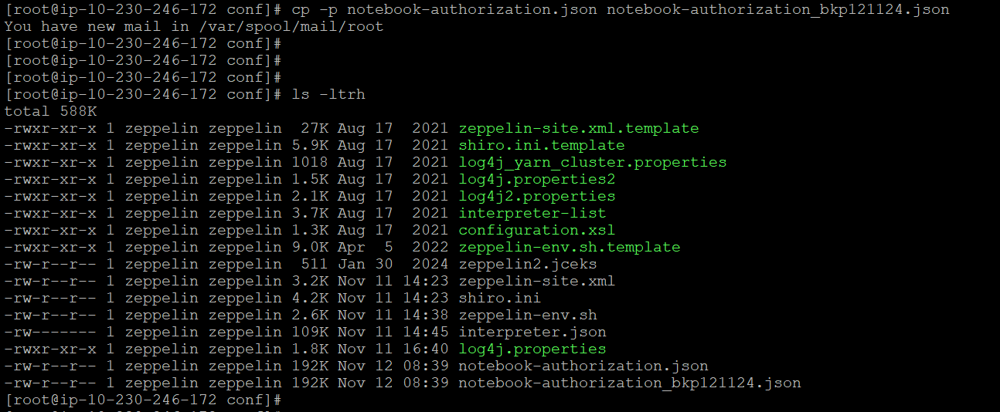 [root@ip-10-230-246-172 conf]# cp -p notebook-authorization.json notebook-authorization_bkp121124.json
You have new mail in /var/spool/mail/root
[root@ip-10-230-246-172 conf]#
[root@ip-10-230-246-172 conf]#
[root@ip-10-230-246-172 conf]#
[root@ip-10-230-246-172 conf]# ls -ltrh
total 588K
-rwxr-xr-x 1 zeppelin zeppelin  27K Aug 17  2021 zeppelin-site.xml.template
-rwxr-xr-x 1 zeppelin zeppelin 5.9K Aug 17  2021 shiro.ini.template
-rwxr-xr-x 1 zeppelin zeppelin 1018 Aug 17  2021 log4j_yarn_cluster.properties
-rwxr-xr-x 1 zeppelin zeppelin 1.5K Aug 17  2021 log4j.properties2
-rwxr-xr-x 1 zeppelin zeppelin 2.1K Aug 17  2021 log4j2.properties
-rwxr-xr-x 1 zeppelin zeppelin 3.7K Aug 17  2021 interpreter-list
-rwxr-xr-x 1 zeppelin zeppelin 1.3K Aug 17  2021 configuration.xsl
-rwxr-xr-x 1 zeppelin zeppelin 9.0K Apr  5  2022 zeppelin-env.sh.template
-rw-r--r-- 1 zeppelin zeppelin  511 Jan 30  2024 zeppelin2.jceks
-rw-r--r-- 1 zeppelin zeppelin 3.2K Nov 11 14:23 zeppelin-site.xml
-rw-r--r-- 1 zeppelin zeppelin 4.2K Nov 11 14:23 shiro.ini
-rw-r--r-- 1 zeppelin zeppelin 2.6K Nov 11 14:38 zeppelin-env.sh
-rw------- 1 zeppelin zeppelin 109K Nov 11 14:45 interpreter.json
-rwxr-xr-x 1 zeppelin zeppelin 1.8K Nov 11 16:40 log4j.properties
-rw-r--r-- 1 zeppelin zeppelin 192K Nov 12 08:39 notebook-authorization.json
-rw-r--r-- 1 zeppelin zeppelin 192K Nov 12 08:39 notebook-authorization_bkp121124.json
[root@ip-10-230-246-172 conf]#